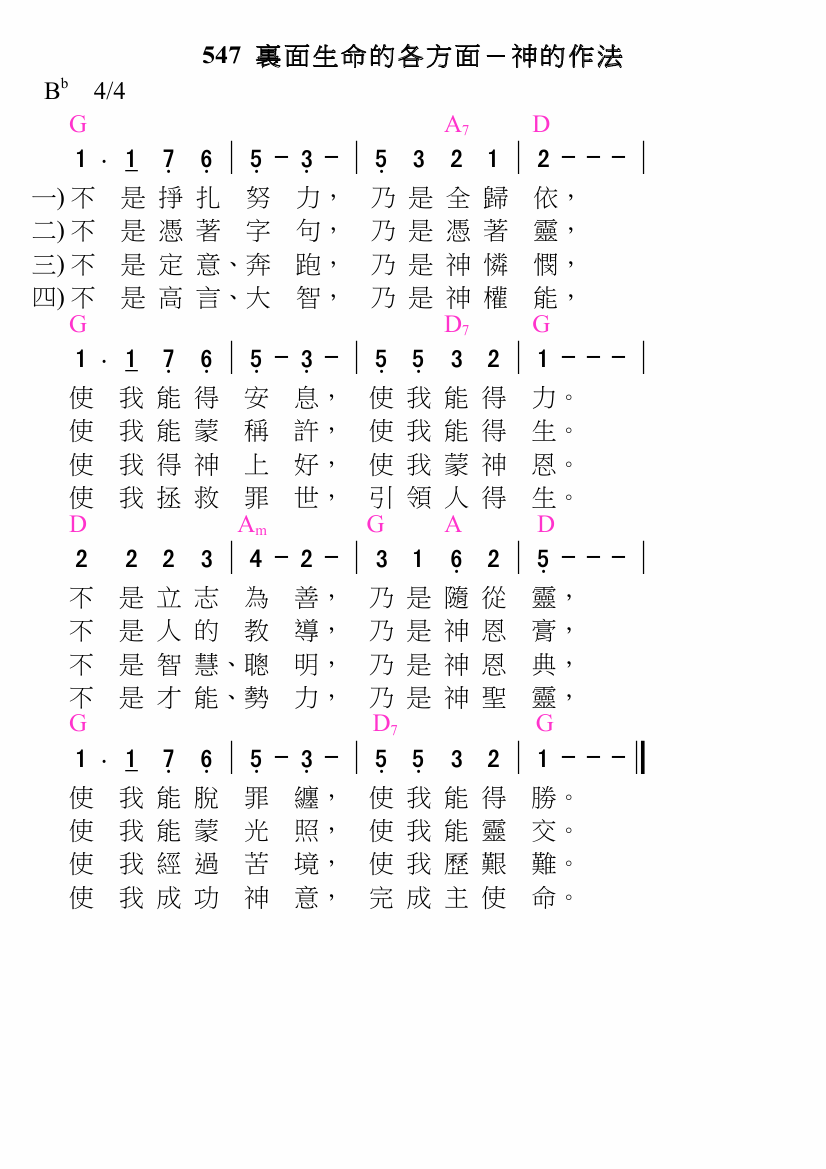 547 裏面生命的各方面－神的作法
Bb 4/4
G A7 D
1 · 1 7 6 | 5 - 3 - | 5 3 2 1 | 2 - - - |
一) 不 是 掙 扎 努 力， 乃 是 全 歸 依，
二) 不 是 憑 著 字 句， 乃 是 憑 著 靈，
三) 不 是 定 意、奔 跑， 乃 是 神 憐 憫，
四) 不 是 高 言、大 智， 乃 是 神 權 能，
G D7 G
1 · 1 7 6 | 5 - 3 - | 5 5 3 2 | 1 - - - |
使 我 能 得 安 息， 使 我 能 得 力。
使 我 能 蒙 稱 許， 使 我 能 得 生。
使 我 得 神 上 好， 使 我 蒙 神 恩。
使 我 拯 救 罪 世， 引 領 人 得 生。
D Am G A D
2 2 2 3 | 4 - 2 - | 3 1 6 2 | 5 - - - |
不 是 立 志 為 善， 乃 是 隨 從 靈，
不 是 人 的 教 導， 乃 是 神 恩 膏，
不 是 智 慧、聰 明， 乃 是 神 恩 典，
不 是 才 能、勢 力， 乃 是 神 聖 靈，
G D7 G
1 · 1 7 6 | 5 - 3 - | 5 5 3 2 | 1 - - - ‖
使 我 能 脫 罪 纏， 使 我 能 得 勝。
使 我 能 蒙 光 照， 使 我 能 靈 交。
使 我 經 過 苦 境， 使 我 歷 艱 難。
使 我 成 功 神 意， 完 成 主 使 命。